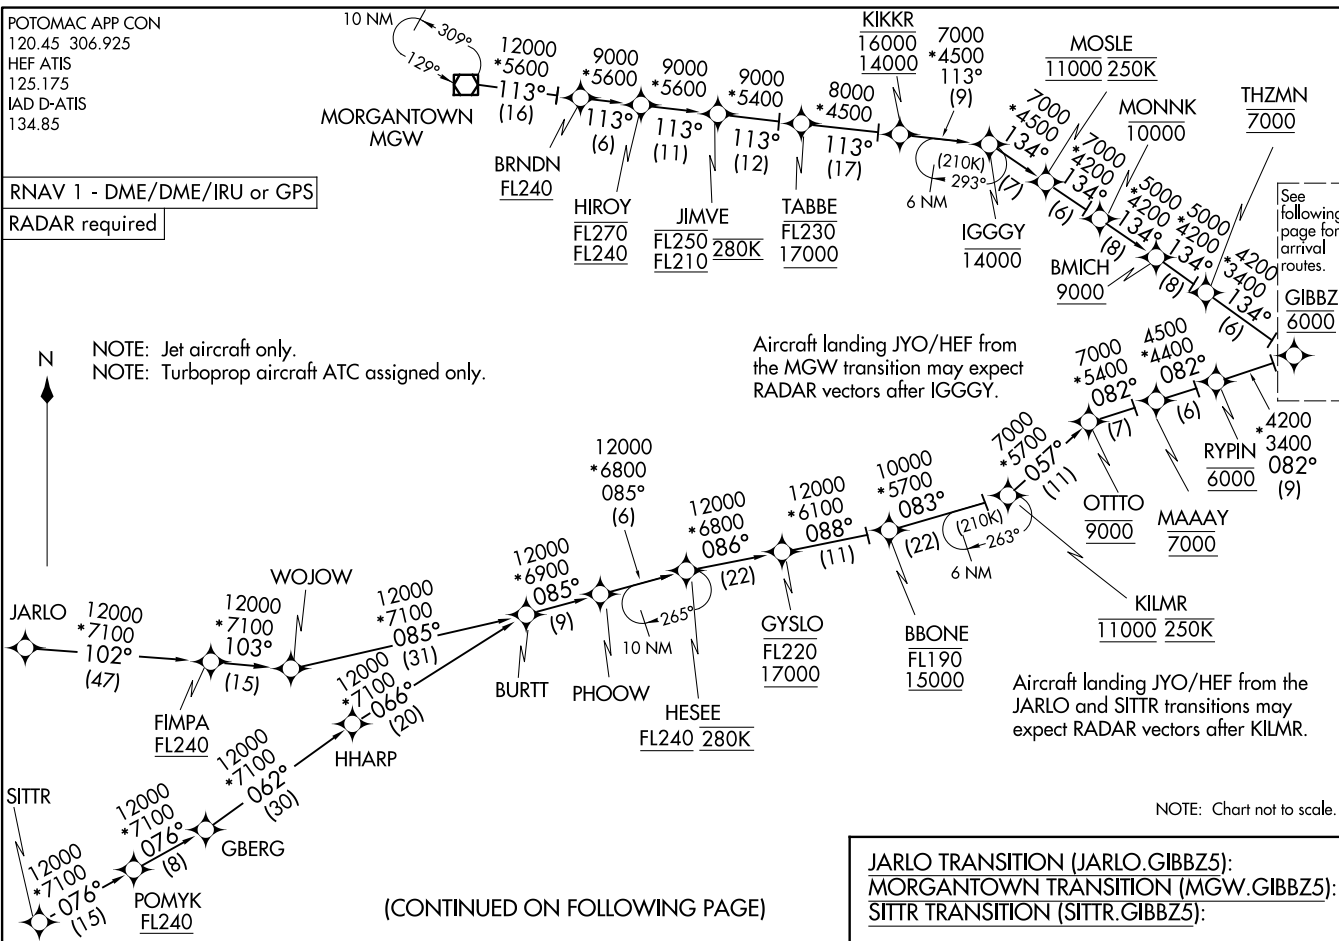 POTOMAC APP CON
120.45 306.925
HEF ATIS
125.175
IAD D-ATIS
134.85
RNAV 1 - DME/DME/IRU or GPS
RADAR required
10 NM
309°
129°
MORGANTOWN
MGW
12000
*5600
113°
(16)
BRNDN
FL240
9000
*5600
113°
(6)
HIROY
FL270
FL240
9000
*5600
113°
(11)
JIMVE
FL250
FL210
280K
9000
*5400
113°
(12)
TABBE
FL230
17000
8000
*4500
113°
(17)
KIKKR
16000
14000
7000
*4500
113°
(9)
(210K)
293°
6 NM
IGGGY
14000
7000
*4500
134°
(7)
MOSLE
11000 250K
7000
*4200
134°
(6)
MONNK
10000
5000
*4200
134°
(8)
BMICH
9000
5000
*4200
134°
(8)
THZMN
7000
4200
*3400
134°
(6)
See
following
page for
arrival
routes.
GIBBZ
6000
N
NOTE: Jet aircraft only.
NOTE: Turboprop aircraft ATC assigned only.
Aircraft landing JYO/HEF from
the MGW transition may expect
RADAR vectors after IGGGY.
JARLO
12000
*7100
102°
(47)
FIMPA
FL240
12000
*7100
103°
(15)
WOJOW
12000
*7100
085°
(31)
SITTR
12000
*7100
076°
(15)
POMYK
FL240
12000
*7100
076°
(8)
GBERG
12000
*7100
062°
(30)
HHARP
12000
*7100
066°
(20)
BURTT
12000
*6900
085°
(9)
PHOOW
12000
*6800
085°
(6)
265°
10 NM
HESEE
FL240 280K
12000
*6800
086°
(22)
GYSLO
FL220
17000
12000
*6100
088°
(11)
BBONE
FL190
15000
10000
*5700
083°
(22)
(210K)
263°
6 NM
KILMR
11000 250K
7000
*5700
057°
(11)
OTTTO
9000
7000
*5400
082°
(7)
MAAAY
7000
4500
*4400
082°
(6)
RYPIN
6000
4200
*3400
082°
(9)
Aircraft landing JYO/HEF from the
JARLO and SITTR transitions may
expect RADAR vectors after KILMR.
NOTE: Chart not to scale.
(CONTINUED ON FOLLOWING PAGE)
JARLO TRANSITION (JARLO.GIBBZ5):
MORGANTOWN TRANSITION (MGW.GIBBZ5):
SITTR TRANSITION (SITTR.GIBBZ5):